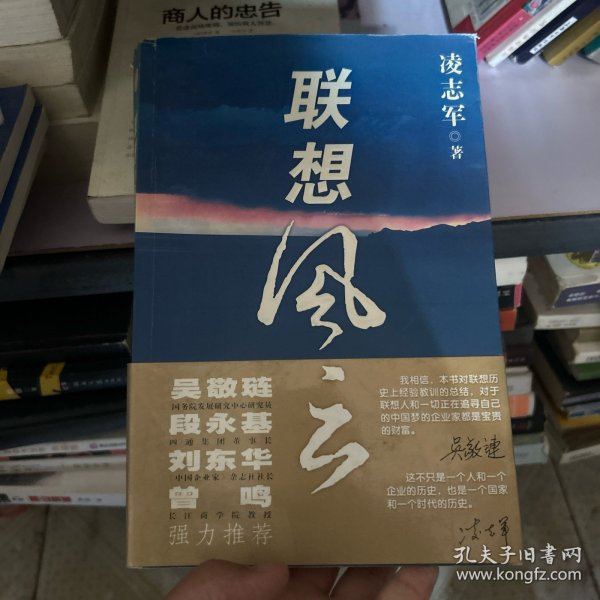 商人的忠告
凌志军◎著
联想
风云
吴敬琏
国务院发展研究中心研究员
段永基
四通集团董事长
刘东华
中国企业家杂志社社长
曾鸣
长江商学院教授
强力推荐
我相信，本书对联想历
史上经验教训的总结，对于
联想人和一切正在追寻自己
的中国梦的企业家都是宝贵
的财富。
吴敬琏
这不只是一个人和一个
企业的历史，也是一个国家
和一个时代的历史。
凌志军
孔夫子旧书网
www.kongfz.com